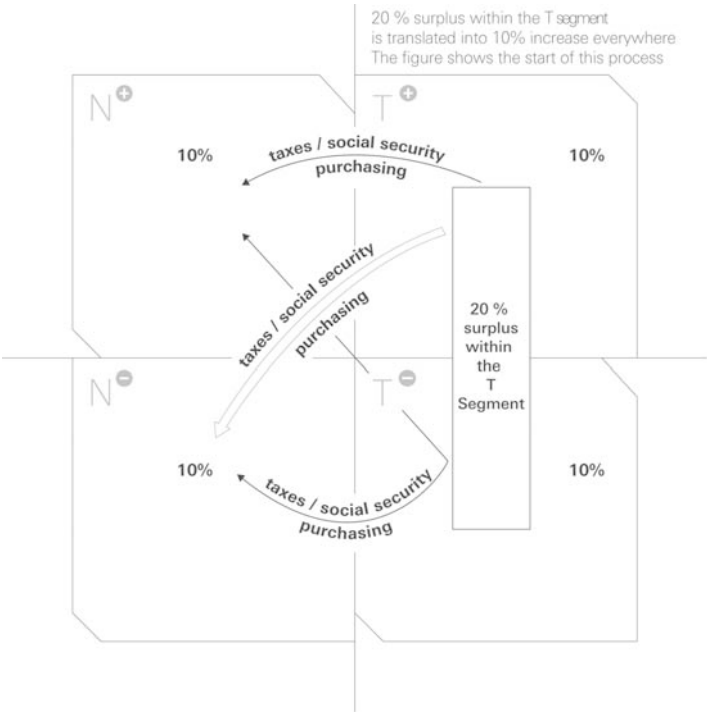 20 % surplus within the T segment
is translated into 10% increase everywhere
The figure shows the start of this process
N+
T+
10%
taxes / social security
purchasing
10%
taxes / social security
purchasing
20 %
surplus
within
the
T
Segment
N−
T−
10%
taxes / social security
purchasing
10%